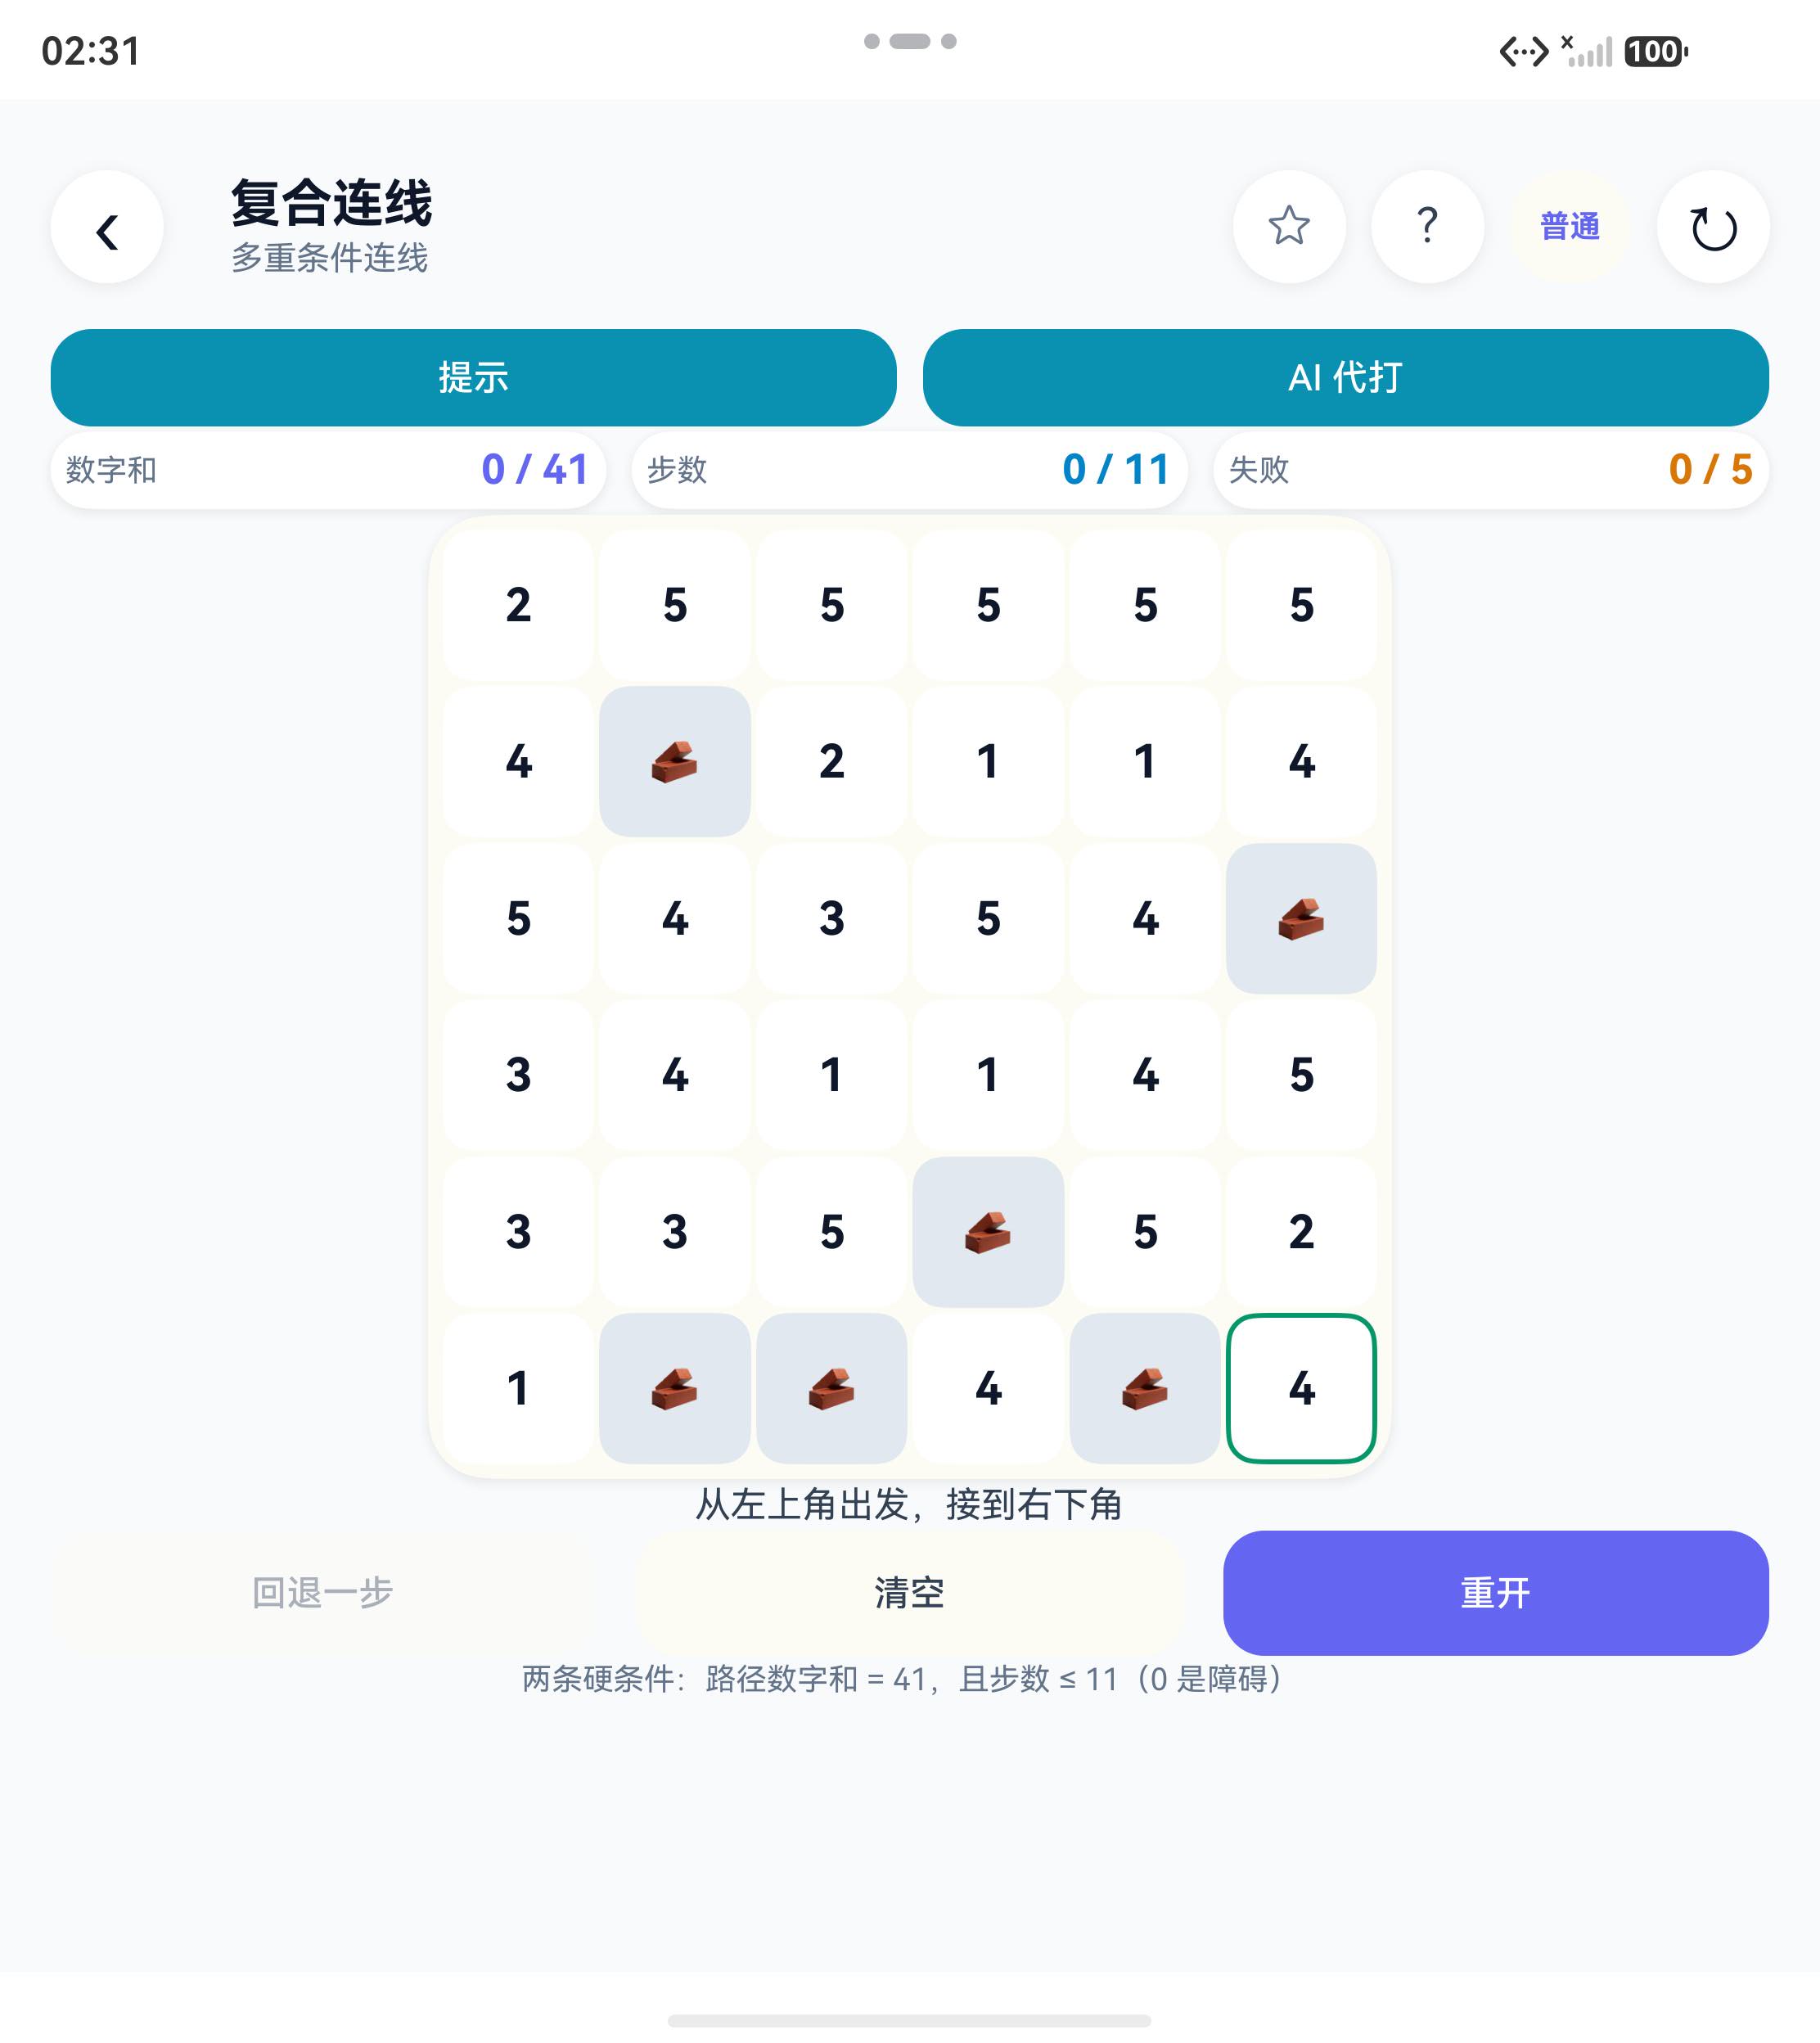 02:31
100
复合连线
多重条件连线
?
普通
提示
AI 代打
数字和 0 / 41
步数 0 / 11
失败 0 / 5
2 5 5 5 5 5
4 2 1 1 4
5 4 3 5 4
3 4 1 1 4 5
3 3 5 5 2
1 4 4
从左上角出发，接到右下角
回退一步
清空
重开
两条硬条件：路径数字和 = 41，且步数 ≤ 11（0 是障碍）